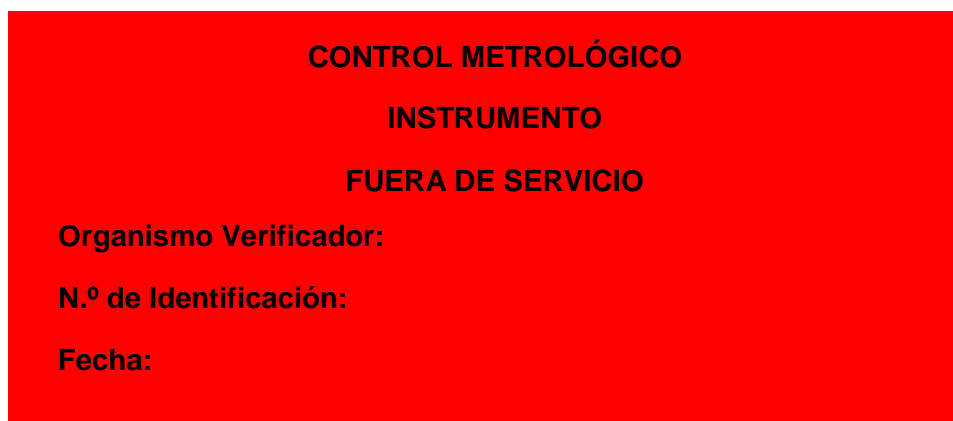 CONTROL METROLÓGICO
INSTRUMENTO
FUERA DE SERVICIO
Organismo Verificador:
N.º de Identificación:
Fecha: